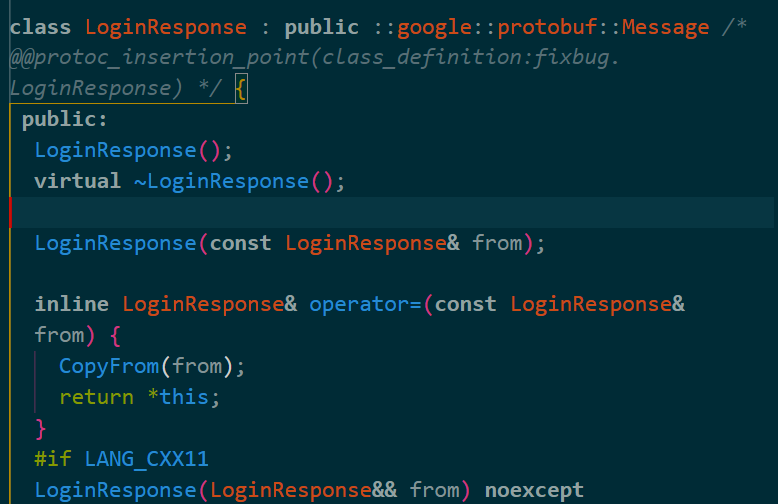 class LoginResponse : public ::google::protobuf::Message /*
@@protoc_insertion_point(class_definition:fixbug.
LoginResponse) */ {
public:
LoginResponse();
virtual ~LoginResponse();
LoginResponse(const LoginResponse& from);
inline LoginResponse& operator=(const LoginResponse&
from) {
CopyFrom(from);
return *this;
}
#if LANG_CXX11
LoginResponse(LoginResponse&& from) noexcept